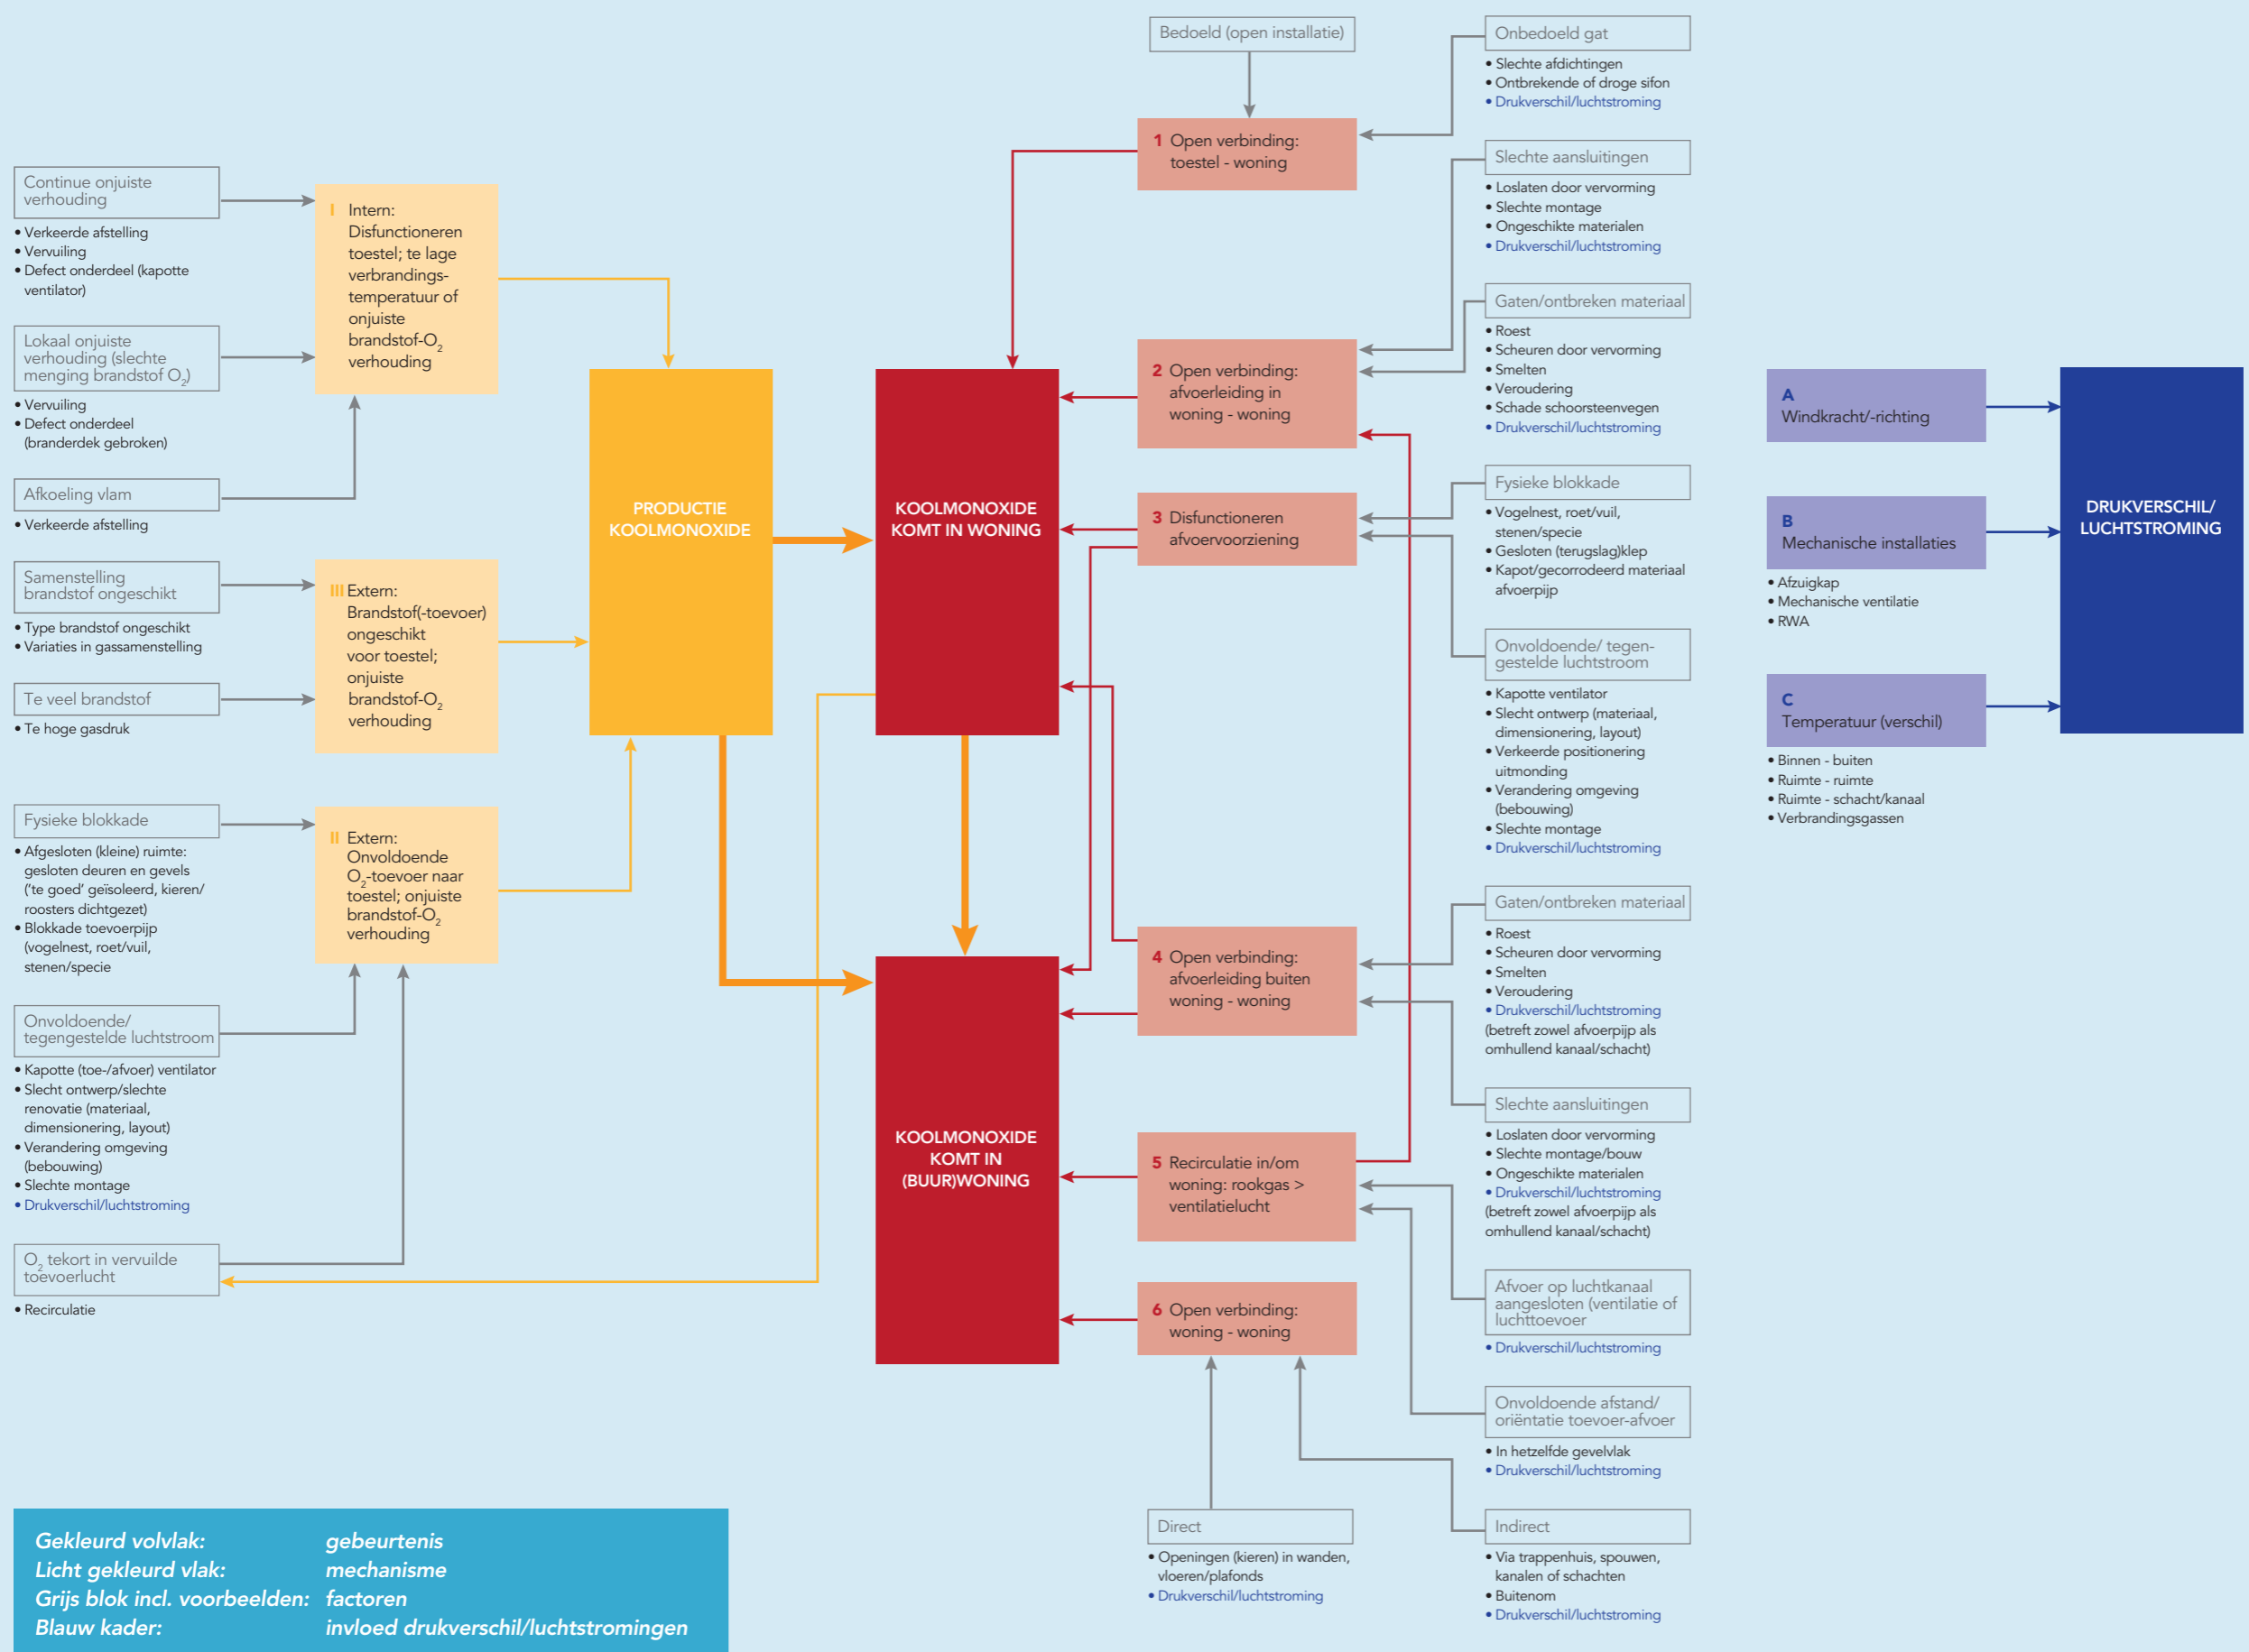 Continue onjuiste
verhouding
• Verkeerde afstelling
• Vervuiling
• Defect onderdeel (kapotte
ventilator)
Lokaal onjuiste
verhouding (slechte
menging brandstof O₂)
• Vervuiling
• Defect onderdeel
(branderdek gebroken)
Afkoeling vlam
• Verkeerde afstelling
Samenstelling
brandstof ongeschikt
• Type brandstof ongeschikt
• Variaties in gassamenstelling
Te veel brandstof
• Te hoge gasdruk
Fysieke blokkade
• Afgesloten (kleine) ruimte:
gesloten deuren en gevels
('te goed' geïsoleerd, kieren/
roosters dichtgezet)
• Blokkade toevoerpijp
(vogelnest, roet/vuil,
stenen/specie
Onvoldoende/
tegengestelde luchtstroom
• Kapotte (toe-/afvoer) ventilator
• Slecht ontwerp/slechte
renovatie (materiaal,
dimensionering, layout)
• Verandering omgeving
(bebouwing)
• Slechte montage
• Drukverschil/luchtstroming
O₂ tekort in vervuilde
toevoerlucht
• Recirculatie
I Intern:
Disfunctioneren
toestel; te lage
verbrandings-
temperatuur of
onjuiste
brandstof-O₂
verhouding
III Extern:
Brandstof(-toevoer)
ongeschikt
voor toestel;
onjuiste
brandstof-O₂
verhouding
II Extern:
Onvoldoende
O₂-toevoer naar
toestel; onjuiste
brandstof-O₂
verhouding
PRODUCTIE
KOOLMONOXIDE
KOOLMONOXIDE
KOMT IN WONING
KOOLMONOXIDE
KOMT IN
(BUUR)WONING
Bedoeld (open installatie)
1 Open verbinding:
toestel - woning
2 Open verbinding:
afvoerleiding in
woning - woning
3 Disfunctioneren
afvoervoorziening
4 Open verbinding:
afvoerleiding buiten
woning - woning
5 Recirculatie in/om
woning: rookgas >
ventilatielucht
6 Open verbinding:
woning - woning
Direct
• Openingen (kieren) in wanden,
vloeren/plafonds
• Drukverschil/luchtstroming
Onbedoeld gat
• Slechte afdichtingen
• Ontbrekende of droge sifon
• Drukverschil/luchtstroming
Slechte aansluitingen
• Loslaten door vervorming
• Slechte montage
• Ongeschikte materialen
• Drukverschil/luchtstroming
Gaten/ontbreken materiaal
• Roest
• Scheuren door vervorming
• Smelten
• Veroudering
• Schade schoorsteenvegen
• Drukverschil/luchtstroming
Fysieke blokkade
• Vogelnest, roet/vuil,
stenen/specie
• Gesloten (terugslag)klep
• Kapot/gecorrodeerd materiaal
afvoerpijp
Onvoldoende/ tegen-
gestelde luchtstroom
• Kapotte ventilator
• Slecht ontwerp (materiaal,
dimensionering, layout)
• Verkeerde positionering
uitmonding
• Verandering omgeving
(bebouwing)
• Slechte montage
• Drukverschil/luchtstroming
Gaten/ontbreken materiaal
• Roest
• Scheuren door vervorming
• Smelten
• Veroudering
• Drukverschil/luchtstroming
(betreft zowel afvoerpijp als
omhullend kanaal/schacht)
Slechte aansluitingen
• Loslaten door vervorming
• Slechte montage/bouw
• Ongeschikte materialen
• Drukverschil/luchtstroming
(betreft zowel afvoerpijp als
omhullend kanaal/schacht)
Afvoer op luchtkanaal
aangesloten (ventilatie of
luchttoevoer
• Drukverschil/luchtstroming
Onvoldoende afstand/
oriëntatie toevoer-afvoer
• In hetzelfde gevelvlak
• Drukverschil/luchtstroming
Indirect
• Via trappenhuis, spouwen,
kanalen of schachten
• Buitenom
• Drukverschil/luchtstroming
A
Windkracht/-richting
B
Mechanische installaties
• Afzuigkap
• Mechanische ventilatie
• RWA
C
Temperatuur (verschil)
• Binnen - buiten
• Ruimte - ruimte
• Ruimte - schacht/kanaal
• Verbrandingsgassen
DRUKVERSCHIL/
LUCHTSTROMING
Gekleurd volvlak: gebeurtenis
Licht gekleurd vlak: mechanisme
Grijs blok incl. voorbeelden: factoren
Blauw kader: invloed drukverschil/luchtstromingen